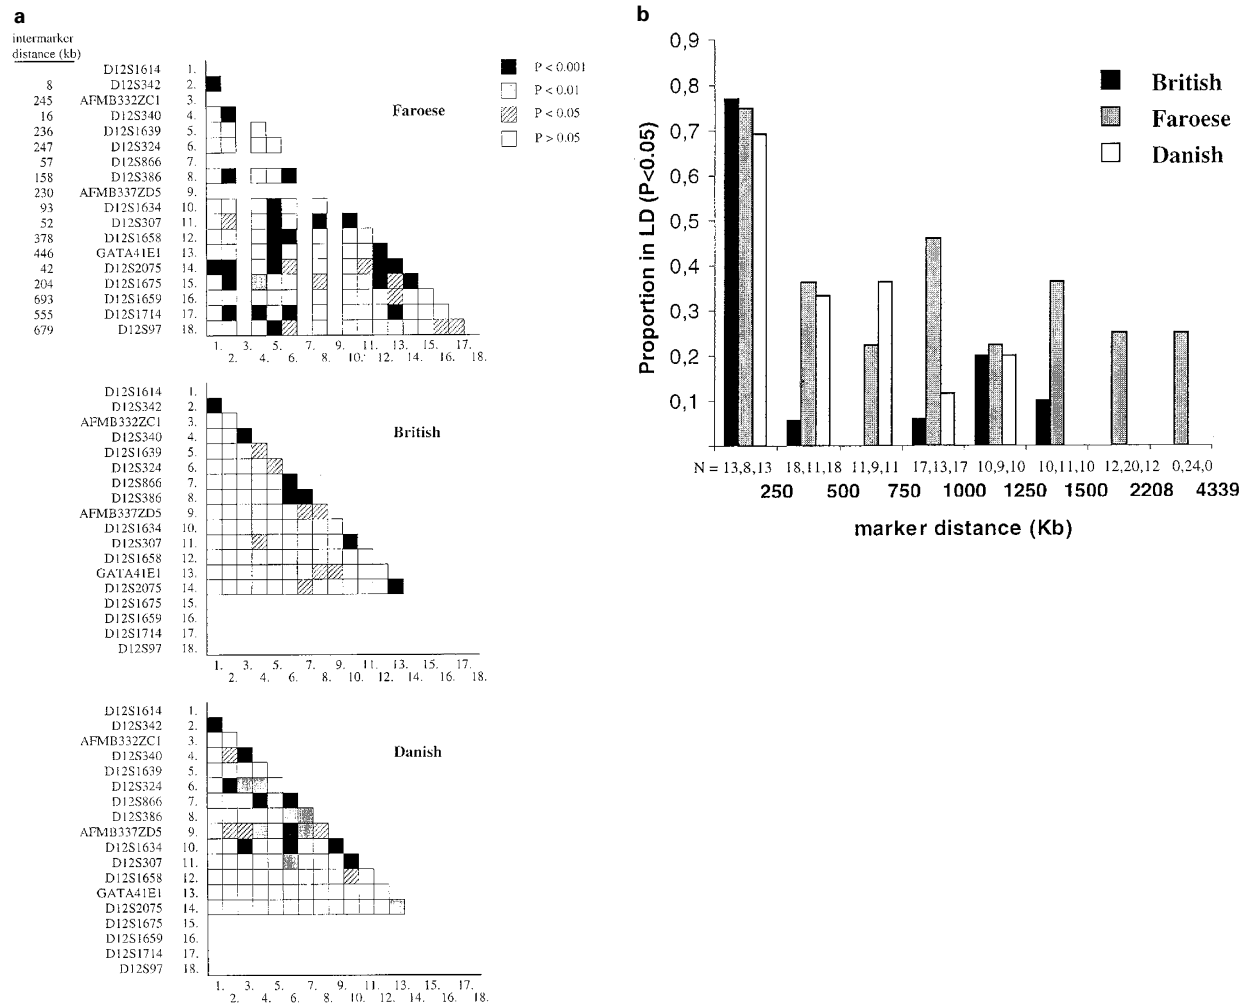 a
intermarker
distance (kb)
D12S1614 1.
8 D12S342 2.
245 AFMB332ZC1 3.
16 D12S340 4.
236 D12S1639 5.
247 D12S324 6.
57 D12S866 7.
158 D12S386 8.
230 AFMB337ZD5 9.
93 D12S1634 10.
52 D12S307 11.
378 D12S1658 12.
446 GATA41E1 13.
42 D12S2075 14.
204 D12S1675 15.
693 D12S1659 16.
555 D12S1714 17.
679 D12S97 18.
1. 3. 5. 7. 9. 11. 13. 15. 17.
2. 4. 6. 8. 10. 12. 14. 16. 18.
Faroese
P < 0.001
P < 0.01
P < 0.05
P > 0.05
D12S1614 1.
D12S342 2.
AFMB332ZC1 3.
D12S340 4.
D12S1639 5.
D12S324 6.
D12S866 7.
D12S386 8.
AFMB337ZD5 9.
D12S1634 10.
D12S307 11.
D12S1658 12.
GATA41E1 13.
D12S2075 14.
D12S1675 15.
D12S1659 16.
D12S1714 17.
D12S97 18.
1. 3. 5. 7. 9. 11. 13. 15. 17.
2. 4. 6. 8. 10. 12. 14. 16. 18.
British
D12S1614 1.
D12S342 2.
AFMB332ZC1 3.
D12S340 4.
D12S1639 5.
D12S324 6.
D12S866 7.
D12S386 8.
AFMB337ZD5 9.
D12S1634 10.
D12S307 11.
D12S1658 12.
GATA41E1 13.
D12S2075 14.
D12S1675 15.
D12S1659 16.
D12S1714 17.
D12S97 18.
1. 3. 5. 7. 9. 11. 13. 15. 17.
2. 4. 6. 8. 10. 12. 14. 16. 18.
Danish
b
0,9
0,8
0,7
0,6
0,5
0,4
0,3
0,2
0,1
Proportion in LD (P<0.05)
British
Faroese
Danish
N = 13,8,13 18,11,18 11,9,11 17,13,17 10,9,10 10,11,10 12,20,12 0,24,0
250 500 750 1000 1250 1500 2208 4339
marker distance (Kb)